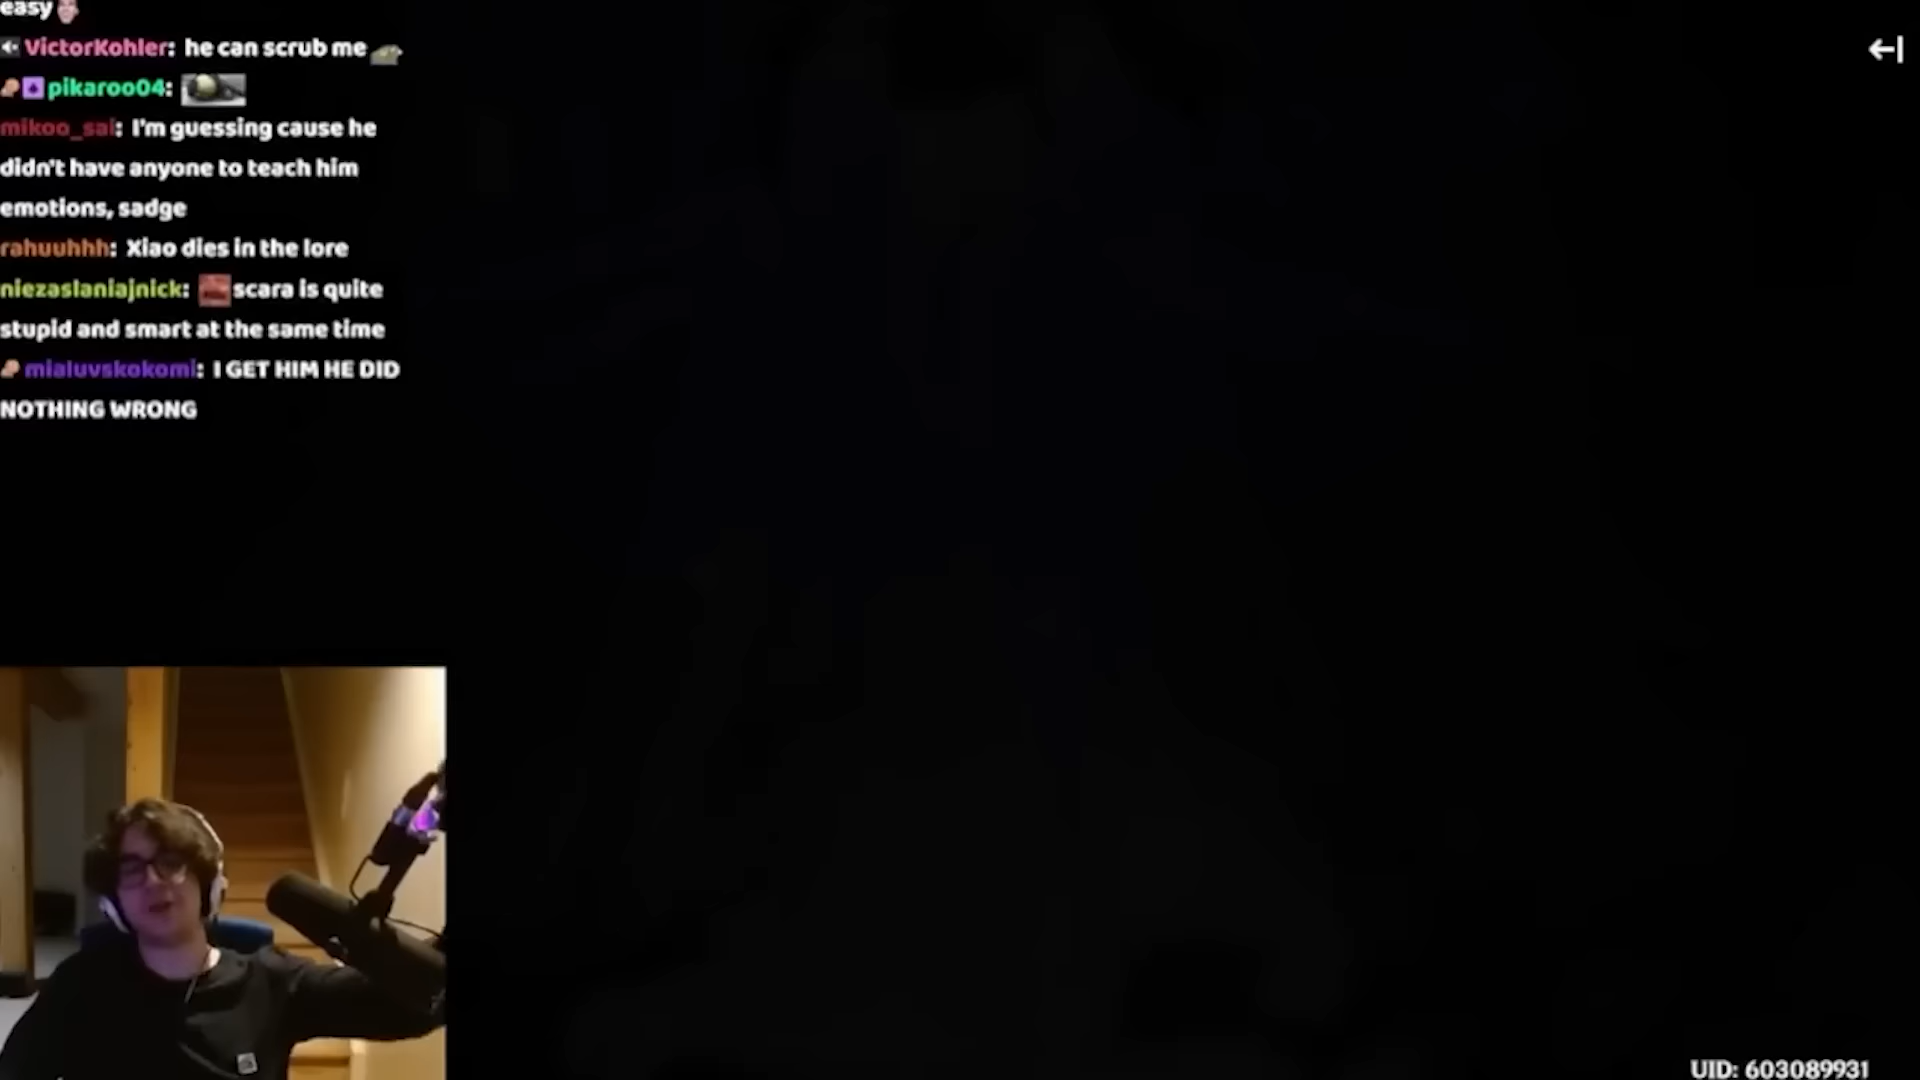 easy
VictorKohler: he can scrub me
pikaroo04:
mikoo_sai: I'm guessing cause he
didn't have anyone to teach him
emotions, sadge
rahuuhhh: Xiao dies in the lore
niezaslaniajnick: scara is quite
stupid and smart at the same time
mialuvskokomi: I GET HIM HE DID
NOTHING WRONG
UID: 603089931